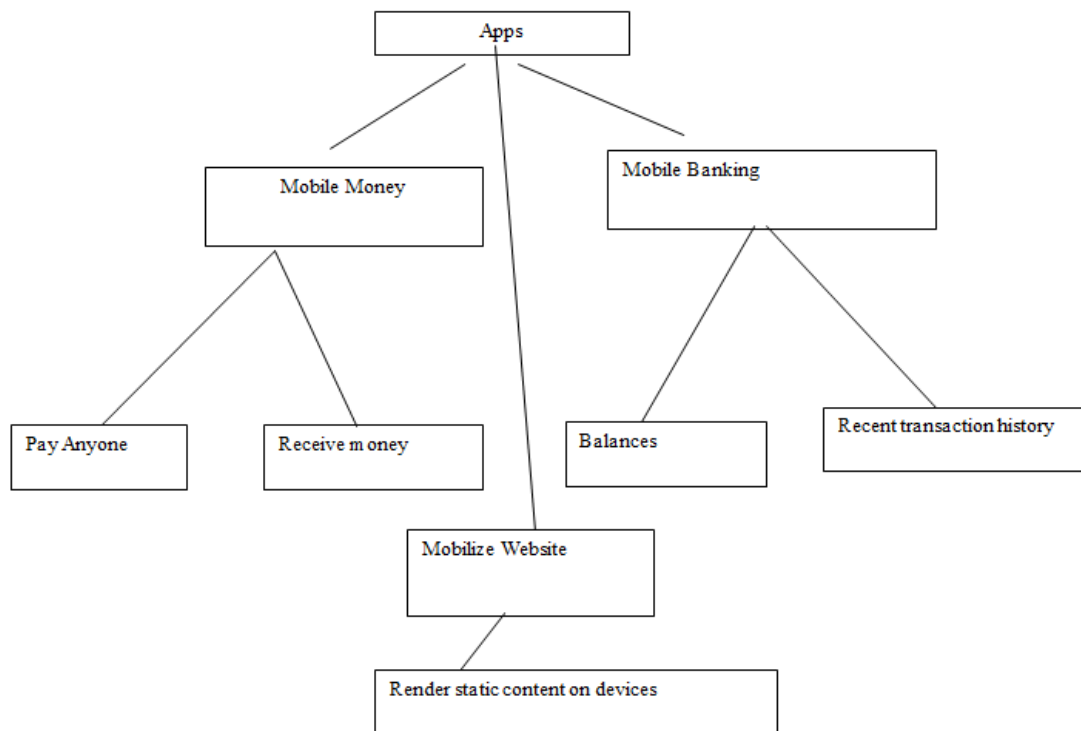 Apps
Mobile Money
Mobile Banking
Pay Anyone
Receive money
Balances
Recent transaction history
Mobilize Website
Render static content on devices